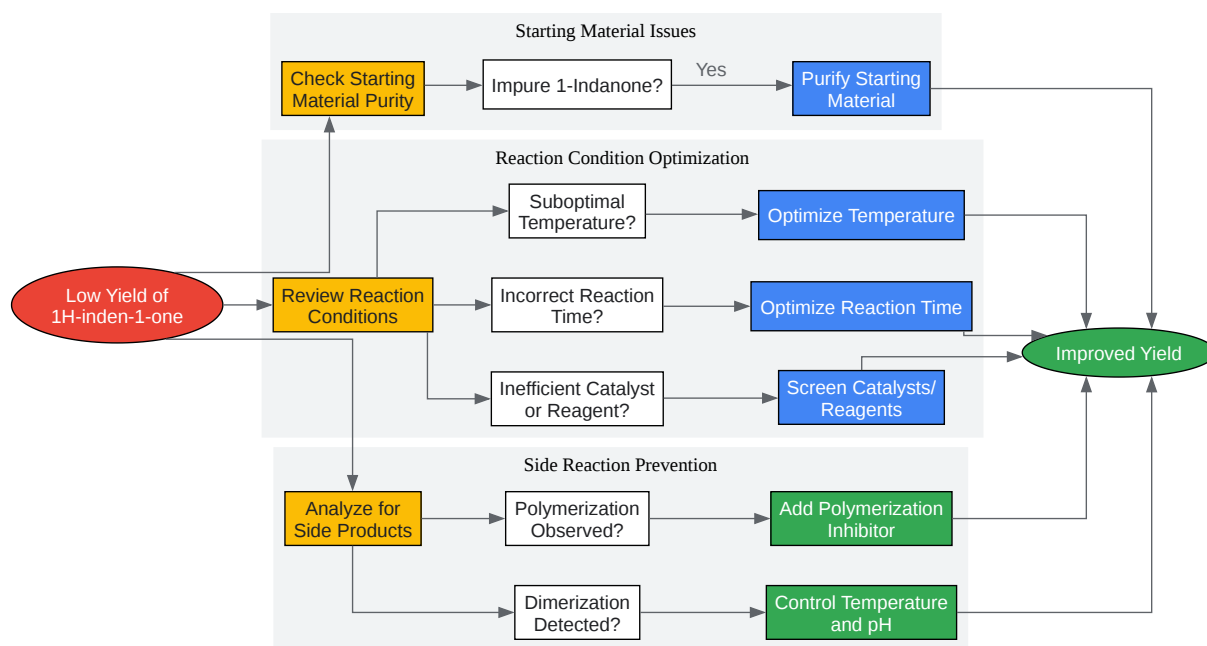 Starting Material Issues
Check Starting
Material Purity
Impure 1-Indanone?
Yes
Purify Starting
Material
Reaction Condition Optimization
Suboptimal
Temperature?
Optimize Temperature
Low Yield of
1H-inden-1-one
Review Reaction
Conditions
Incorrect Reaction
Time?
Optimize Reaction Time
Improved Yield
Inefficient Catalyst
or Reagent?
Screen Catalysts/
Reagents
Side Reaction Prevention
Analyze for
Side Products
Polymerization
Observed?
Add Polymerization
Inhibitor
Dimerization
Detected?
Control Temperature
and pH